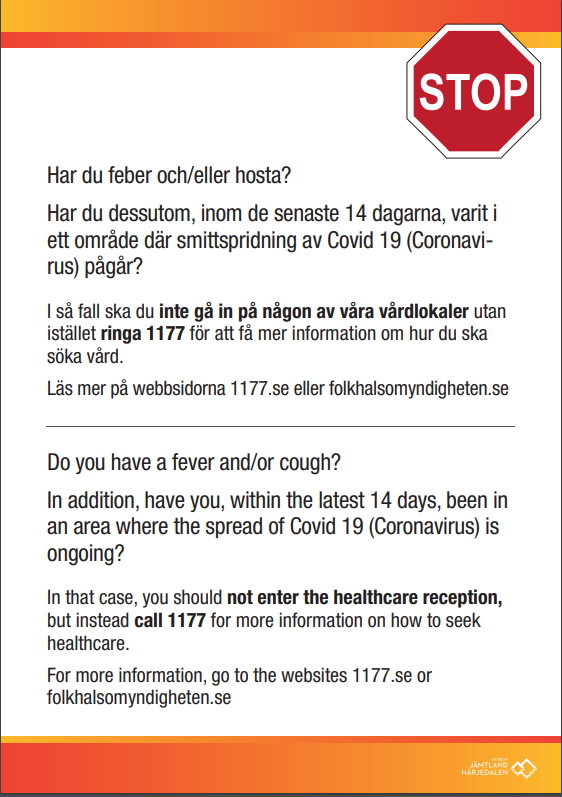 STOP
Har du feber och/eller hosta?
Har du dessutom, inom de senaste 14 dagarna, varit i
ett område där smittspridning av Covid 19 (Coronavi-
rus) pågår?
I så fall ska du inte gå in på någon av våra vårdlokaler utan
istället ringa 1177 för att få mer information om hur du ska
söka vård.
Läs mer på webbsidorna 1177.se eller folkhalsomyndigheten.se
Do you have a fever and/or cough?
In addition, have you, within the latest 14 days, been in
an area where the spread of Covid 19 (Coronavirus) is
ongoing?
In that case, you should not enter the healthcare reception,
but instead call 1177 for more information on how to seek
healthcare.
For more information, go to the websites 1177.se or
folkhalsomyndigheten.se
REGION
JÄMTLAND
HÄRJEDALEN